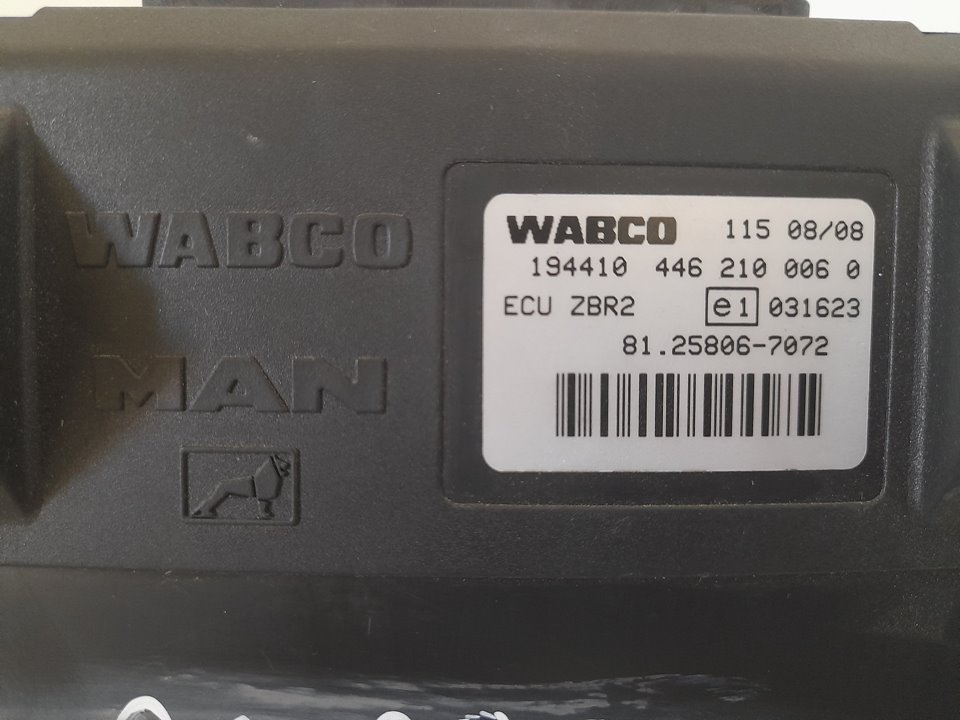 WABCO
MAN
WABCO 115 08/08
194410 446 210 006 0
ECU ZBR2 e1 031623
81.25806-7072